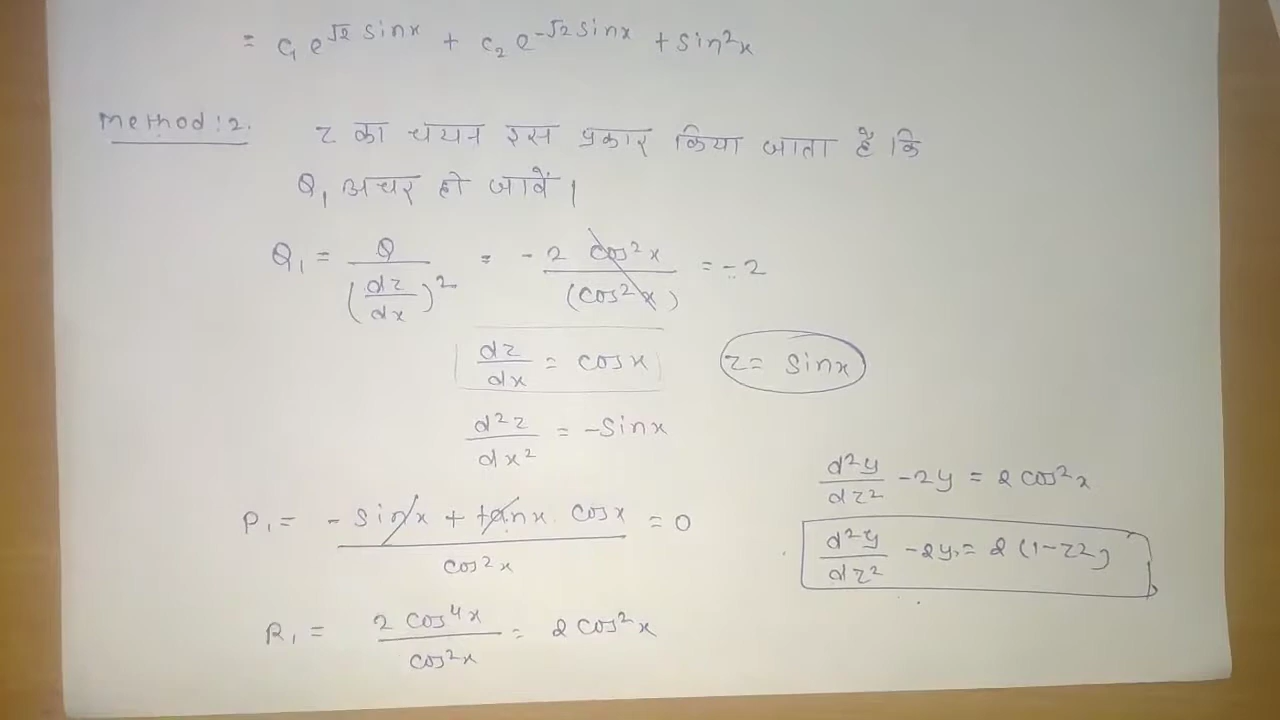 = c₁ e^√2 sinx + c₂ e^-√2 sinx + sin²x
Method:2. z का चयन इस प्रकार किया जाता है कि
Q₁ अचर हो जावें।
Q₁ = Q / (dz/dx)² = - 2 cos²x / (cos²x) = -2
dz/dx = cosx z = sinx
d²z/dx² = -sinx
d²y/dz² - 2y = 2 cos²x
P₁ = - sinx + tanx cosx / cos²x = 0
d²y/dz² - 2y = 2 (1-z²)
R₁ = 2 cos⁴x / cos²x = 2 cos²x